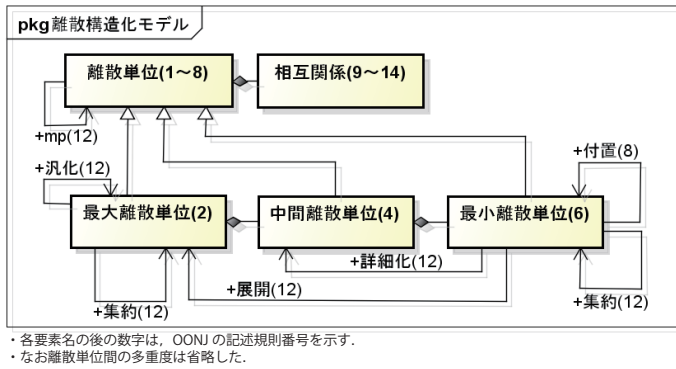 pkg 離散構造化モデル
離散単位(1～8)
相互関係(9～14)
+mp(12)
+汎化(12)
+付置(8)
最大離散単位(2)
中間離散単位(4)
最小離散単位(6)
+詳細化(12)
+展開(12)
+集約(12)
+集約(12)
・各要素名の後の数字は，OONJ の記述規則番号を示す．
・なお離散単位間の多重度は省略した．